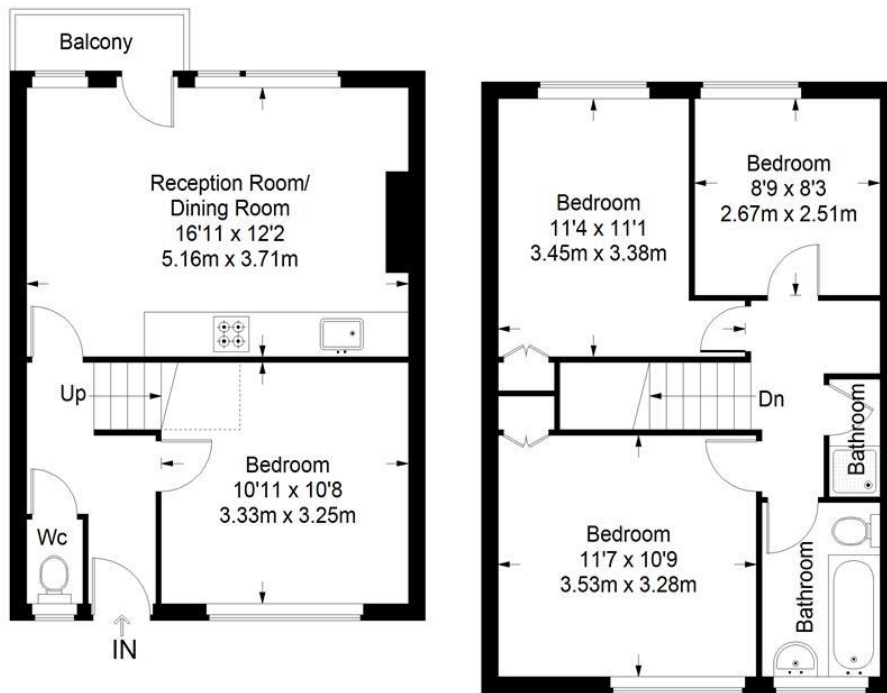 Balcony
Reception Room/
Dining Room
16'11 x 12'2
5.16m x 3.71m
Up
Bedroom
10'11 x 10'8
3.33m x 3.25m
Wc
IN
Bedroom
11'4 x 11'1
3.45m x 3.38m
Bedroom
8'9 x 8'3
2.67m x 2.51m
Dn
Bathroom
Bedroom
11'7 x 10'9
3.53m x 3.28m
Bathroom